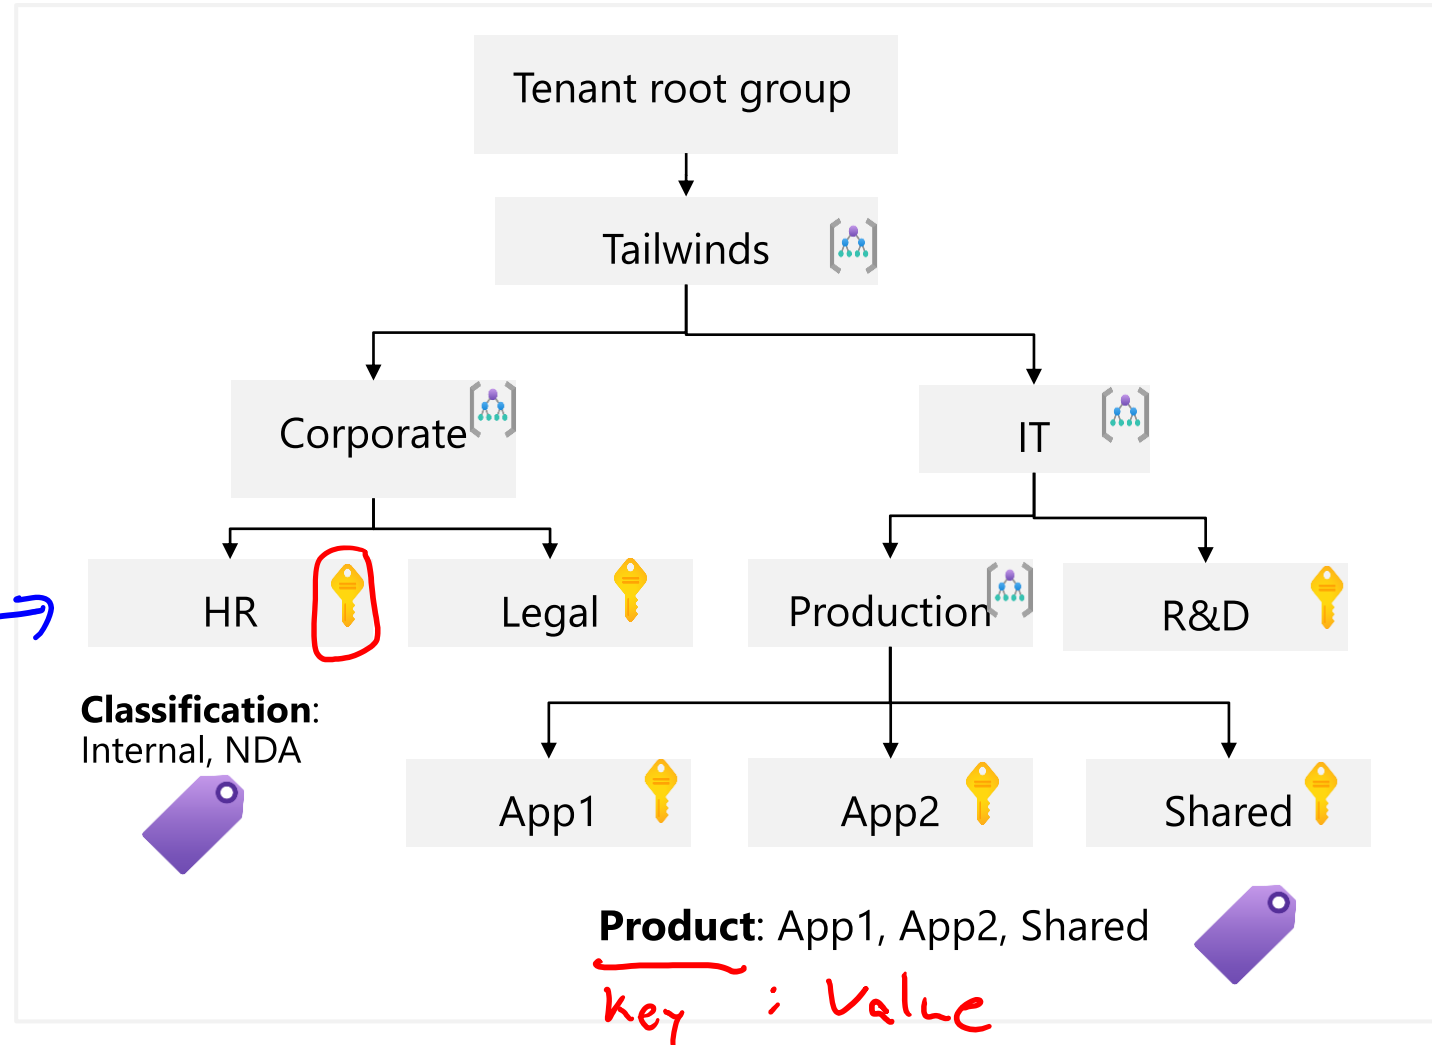 Tenant root group
Tailwinds
Corporate
IT
HR
Legal
Production
R&D
Classification:
Internal, NDA
App1
App2
Shared
Product: App1, App2, Shared
Key : Value